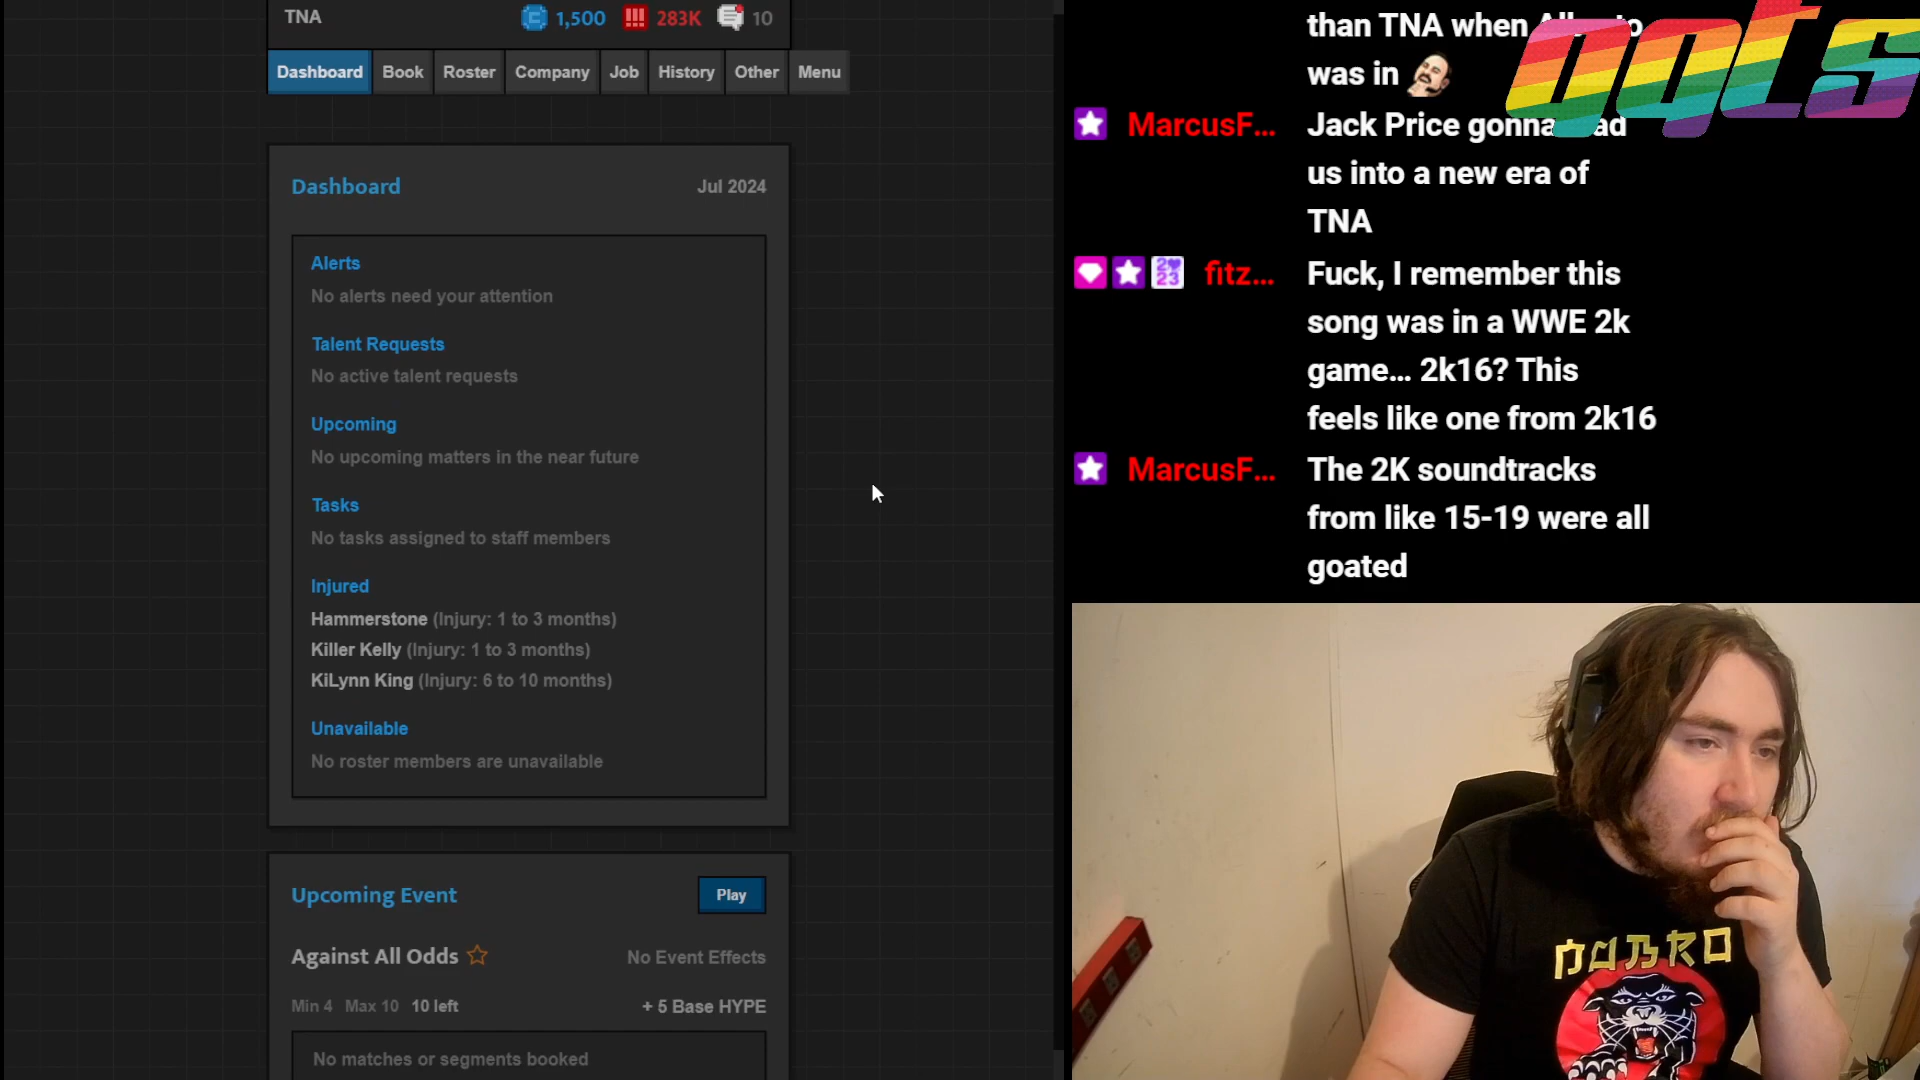 TNA
1,500
283K
10
Dashboard
Book
Roster
Company
Job
History
Other
Menu
Dashboard
Jul 2024
Alerts
No alerts need your attention
Talent Requests
No active talent requests
Upcoming
No upcoming matters in the near future
Tasks
No tasks assigned to staff members
Injured
Hammerstone (Injury: 1 to 3 months)
Killer Kelly (Injury: 1 to 3 months)
KiLynn King (Injury: 6 to 10 months)
Unavailable
No roster members are unavailable
Upcoming Event
Play
Against All Odds
No Event Effects
Min 4 Max 10 10 left
+ 5 Base HYPE
No matches or segments booked
than TNA when
was in
MarcusF...
Jack Price gonna
us into a new era of
TNA
2 23
fitz...
Fuck, I remember this
song was in a WWE 2k
game... 2k16? This
feels like one from 2k16
MarcusF...
The 2K soundtracks
from like 15-19 were all
goated
qqts